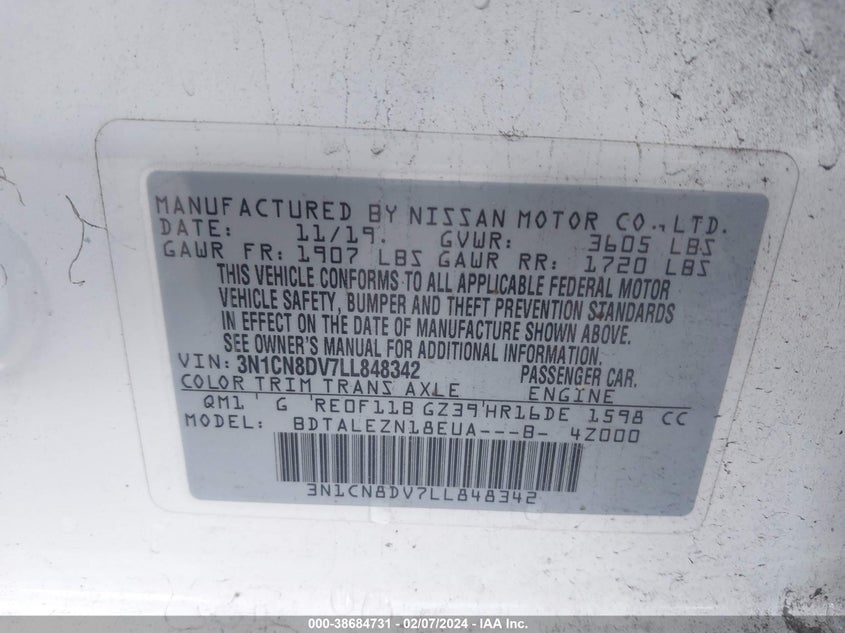 MANUFACTURED BY NISSAN MOTOR CO., LTD.
DATE: 11/19. GVWR: 3605 LBS
GAWR FR: 1907 LBS GAWR RR: 1720 LBS
THIS VEHICLE CONFORMS TO ALL APPLICABLE FEDERAL MOTOR
VEHICLE SAFETY, BUMPER AND THEFT PREVENTION STANDARDS
IN EFFECT ON THE DATE OF MANUFACTURE SHOWN ABOVE.
SEE OWNER'S MANUAL FOR ADDITIONAL INFORMATION.
VIN: 3N1CN8DV7LL848342 PASSENGER CAR.
COLOR TRIM TRANS AXLE ENGINE
QM1 ' G 'RE0F11B GZ39'HR16DE 1598 CC
MODEL: BDTALEZN18EUA---B- 4Z000
3N1CN8DV7LL848342
000-38684731 - 02/07/2024 - IAA Inc.